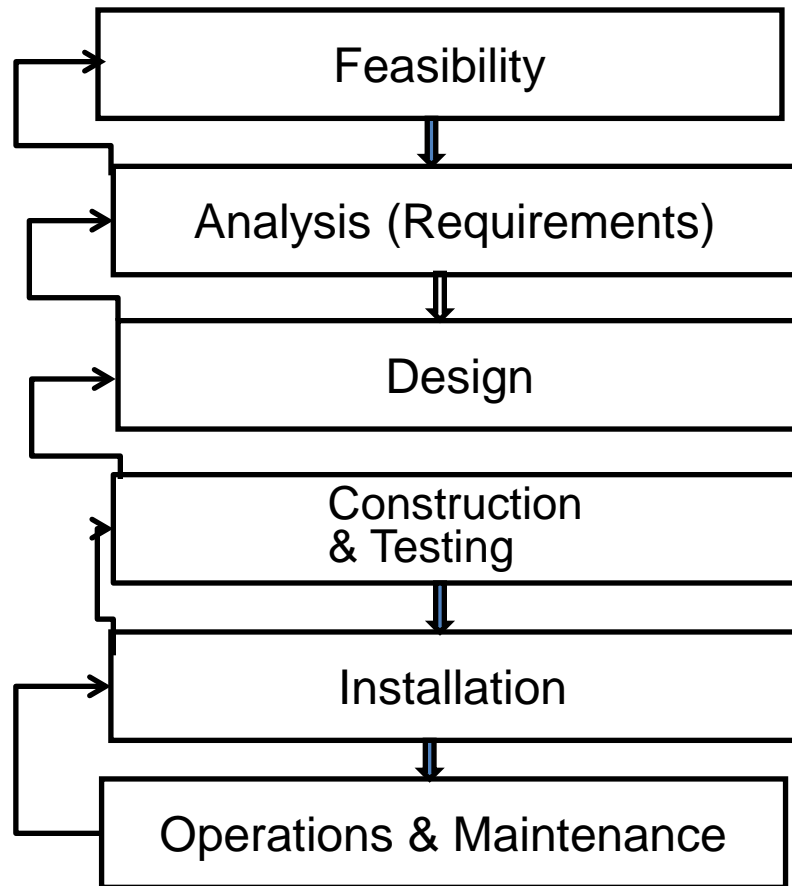 Feasibility
Analysis (Requirements)
Design
Construction
& Testing
Installation
Operations & Maintenance